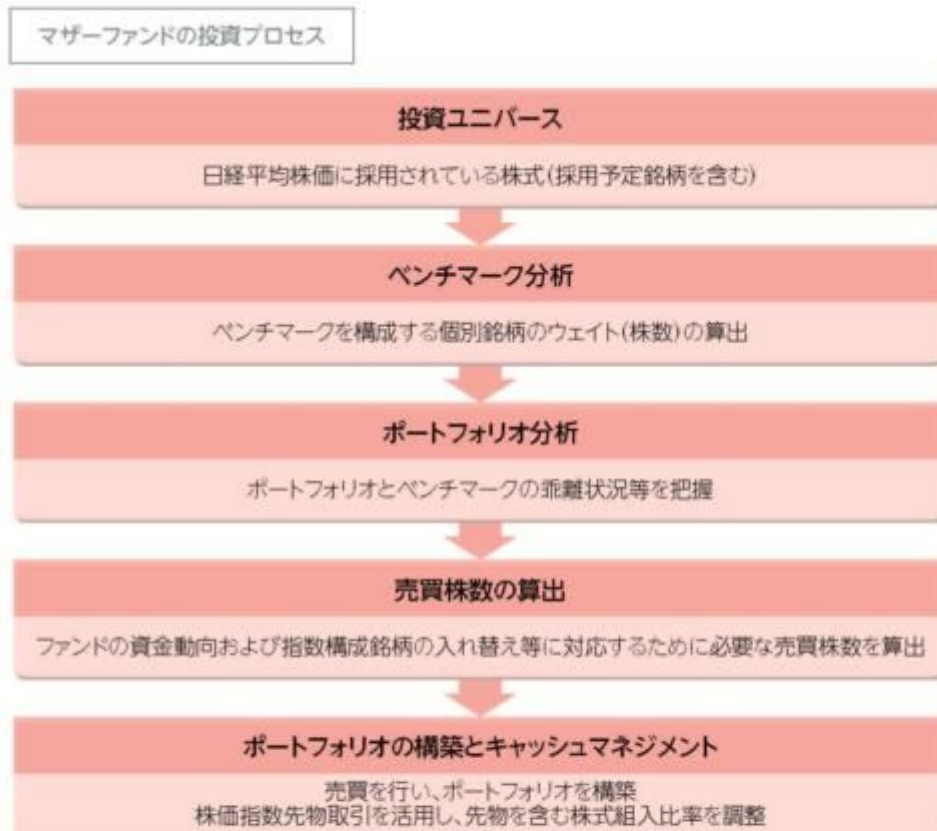 マザーファンドの投資プロセス
投資ユニバース
日経平均株価に採用されている株式(採用予定銘柄を含む)
ベンチマーク分析
ベンチマークを構成する個別銘柄のウェイト(株数)の算出
ポートフォリオ分析
ポートフォリオとベンチマークの乖離状況等を把握
売買株数の算出
ファンドの資金動向および指数構成銘柄の入れ替え等に対応するために必要な売買株数を算出
ポートフォリオの構築とキャッシュマネジメント
売買を行い、ポートフォリオを構築
株価指数先物取引を活用し、先物を含む株式組入比率を調整